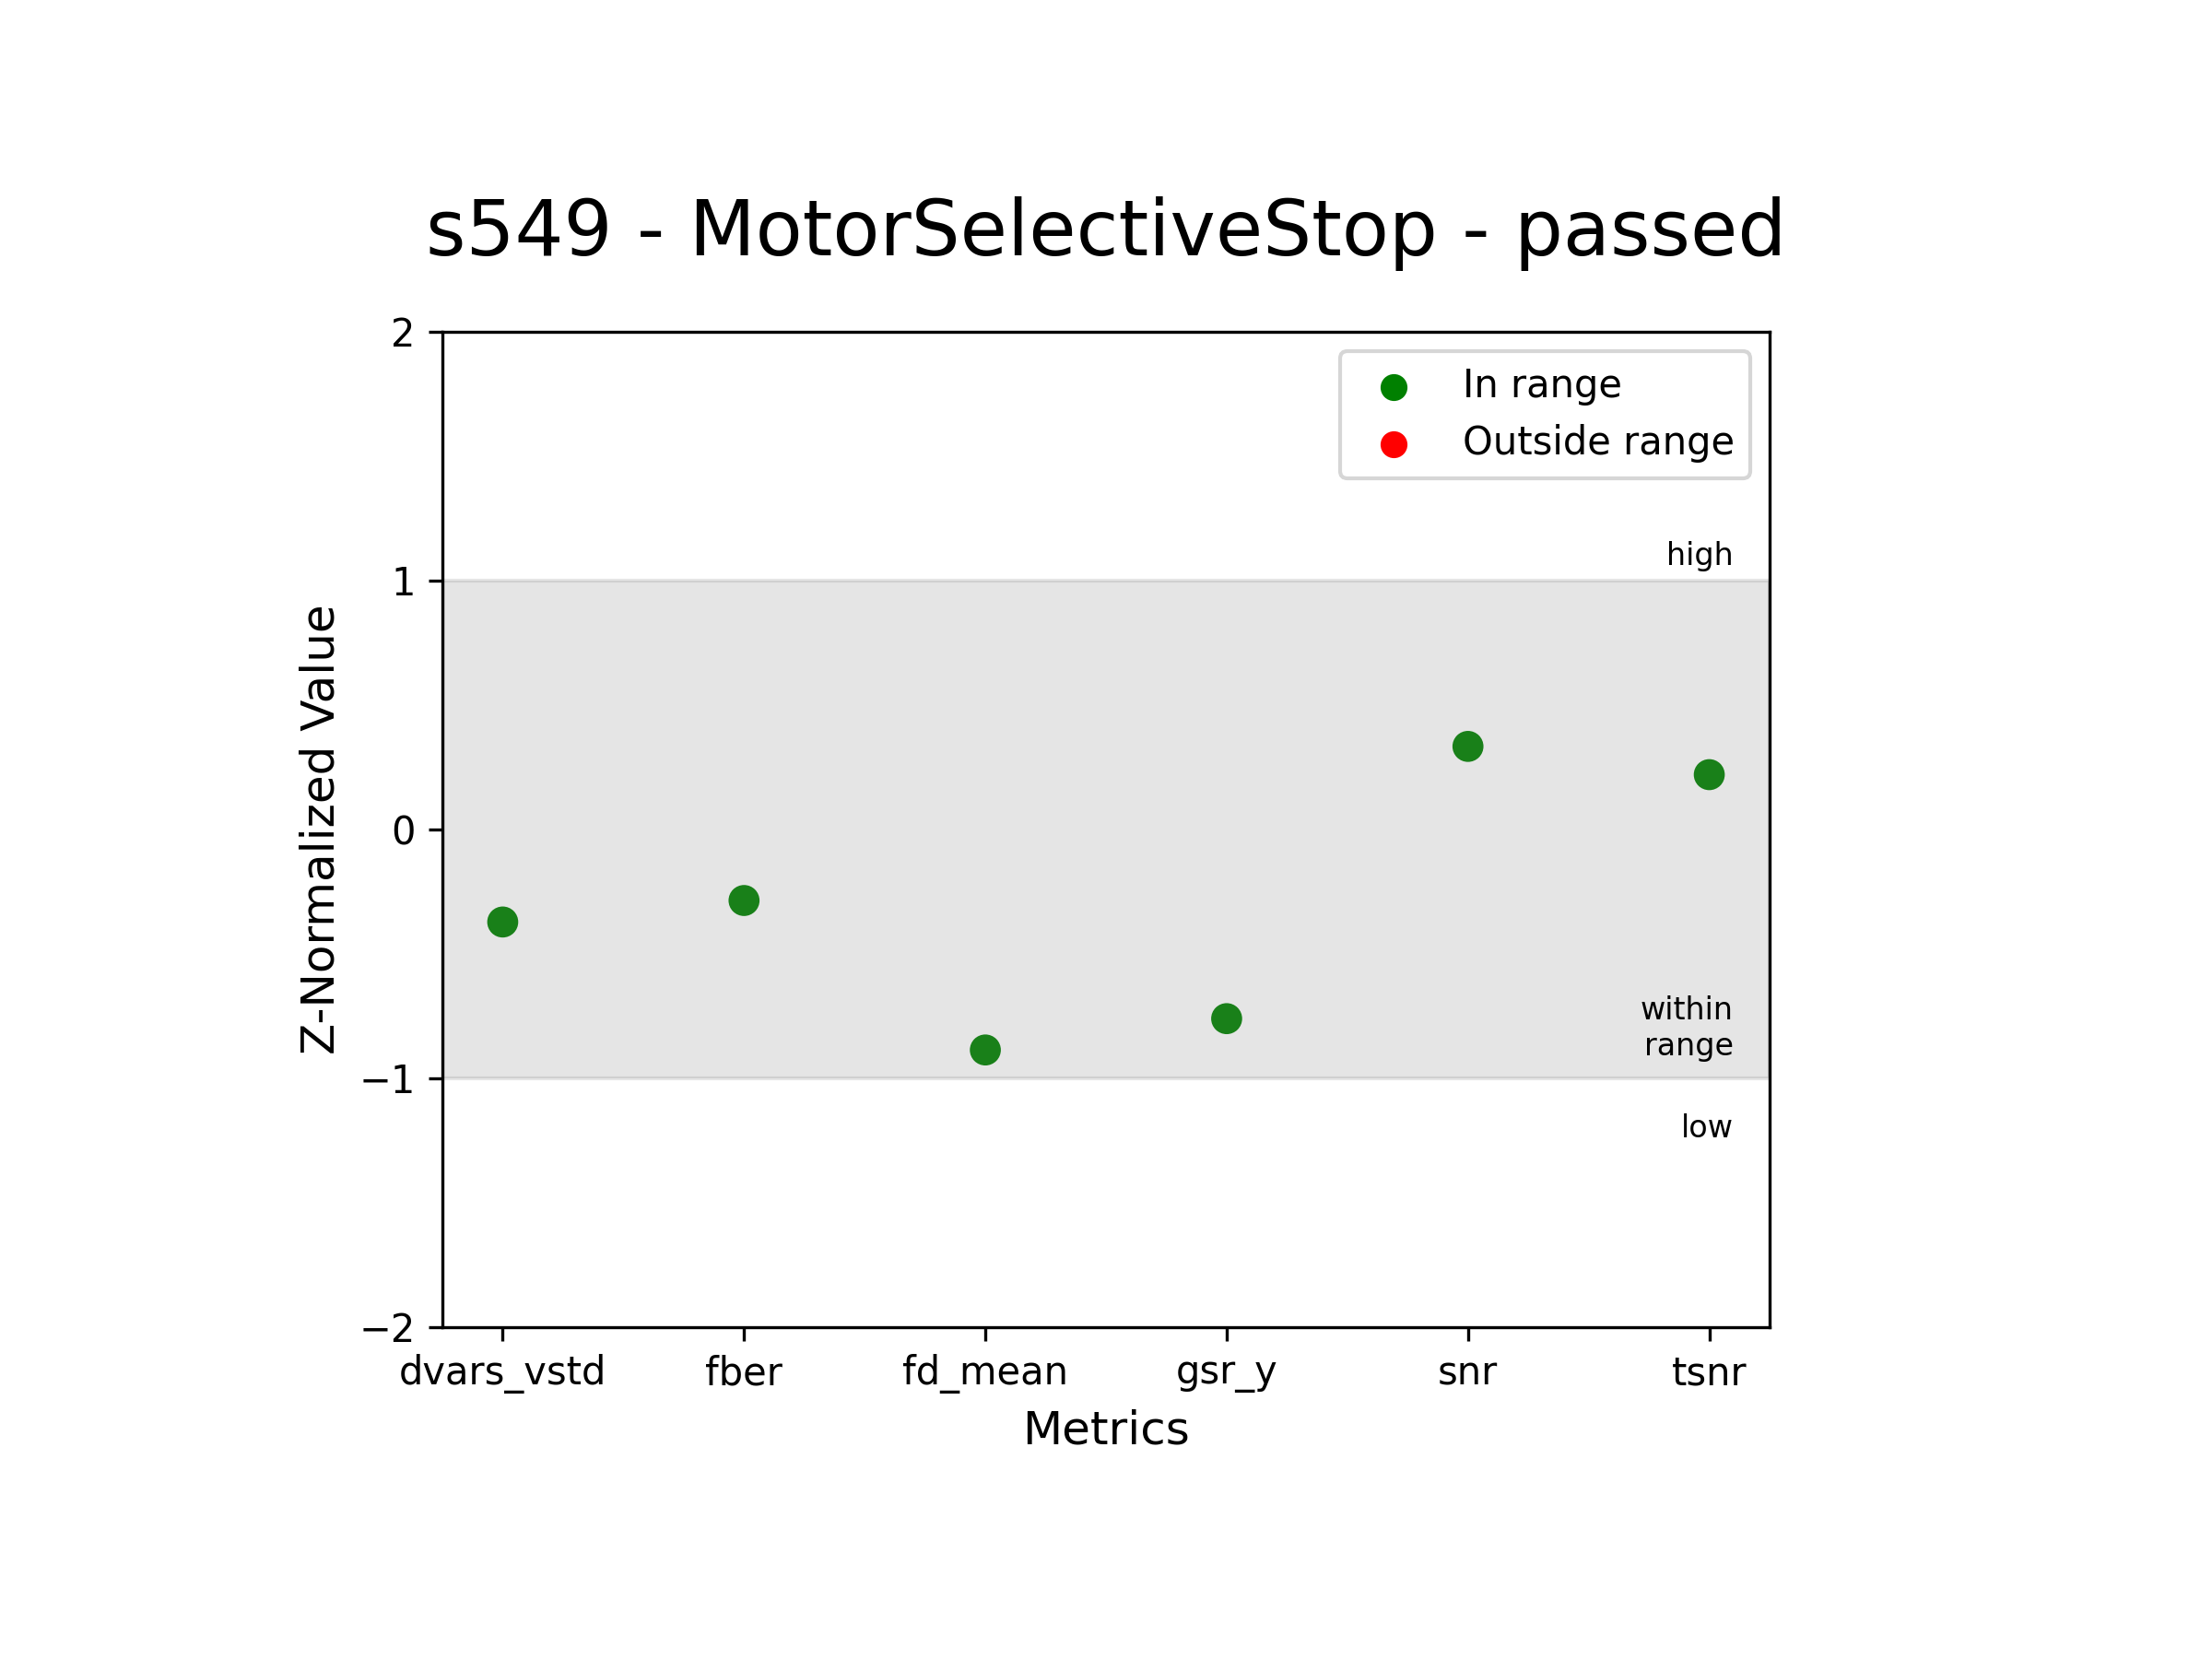 s549 - MotorSelectiveStop - passed
2
In range
Outside range
high
1
Z-Normalized Value
0
within
range
−1
low
−2
dvars_vstd fber fd_mean gsr_y snr tsnr
Metrics